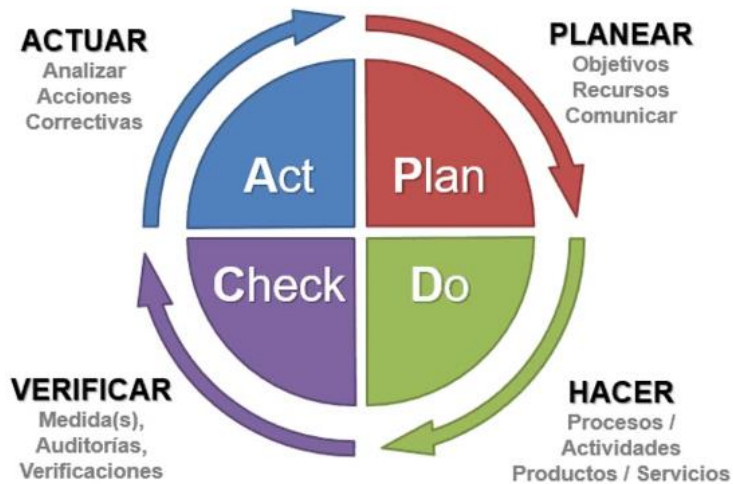 ACTUAR
Analizar
Acciones
Correctivas
PLANEAR
Objetivos
Recursos
Comunicar
Act
Plan
Check
Do
VERIFICAR
Medida(s),
Auditorías,
Verificaciones
HACER
Procesos /
Actividades
Productos / Servicios